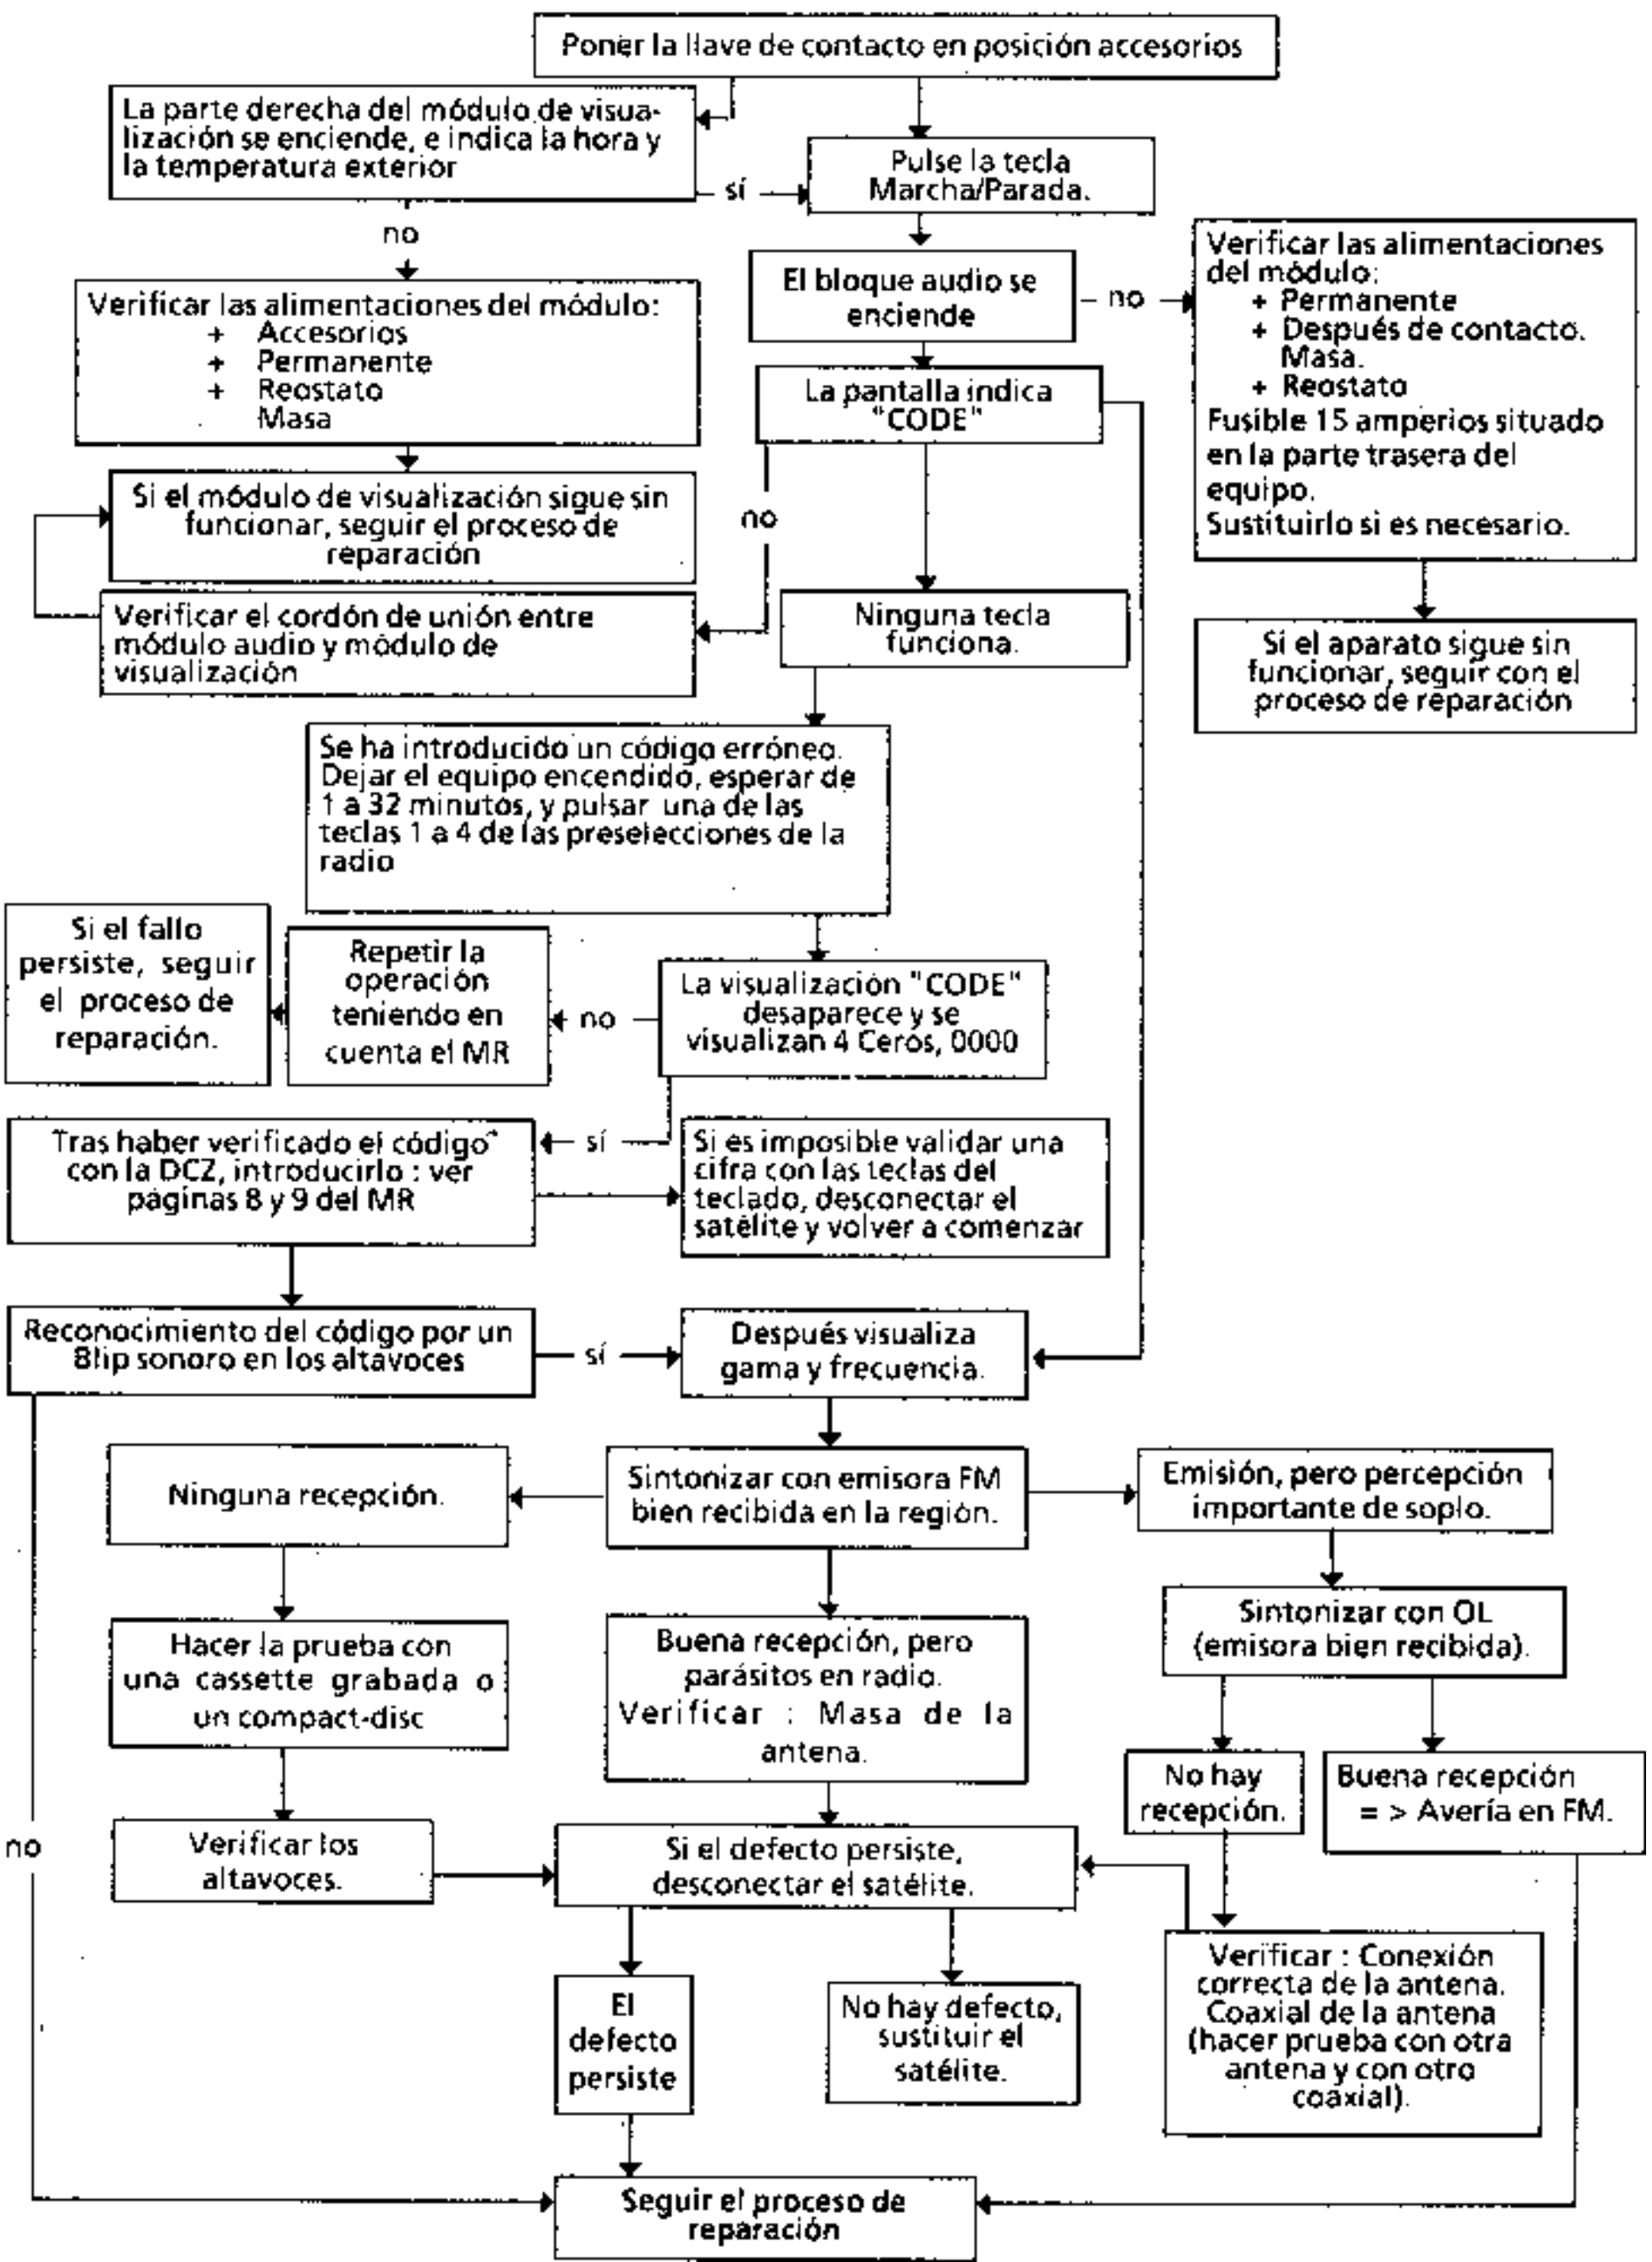 Poner la llave de contacto en posición accesorios
La parte derecha del módulo de visua-
lización se enciende, e indica la hora y
la temperatura exterior
Pulse la tecla
Marcha/Parada.
sí
no
Verificar las alimentaciones del módulo:
+ Accesorios
+ Permanente
+ Reostato
Masa
El bloque audio se
enciende
no
Verificar las alimentaciones
del módulo:
+ Permanente
+ Después de contacto.
Masa.
+ Reostato
Fusible 15 amperios situado
en la parte trasera del
equipo.
Sustituirlo si es necesario.
La pantalla indica
"CODE"
no
Si el módulo de visualización sigue sin
funcionar, seguir el proceso de
reparación
Verificar el cordón de unión entre
módulo audio y módulo de
visualización
Ninguna tecla
funciona.
Si el aparato sigue sin
funcionar, seguir con el
proceso de reparación
Se ha introducido un código erróneo.
Dejar el equipo encendido, esperar de
1 a 32 minutos, y pulsar una de las
teclas 1 a 4 de las preselecciones de la
radio
Si el fallo
persiste, seguir
el proceso de
reparación.
Repetir la
operación
teniendo en
cuenta el MR
no
La visualización "CODE"
desaparece y se
visualizan 4 Ceros, 0000
Tras haber verificado el código
con la DCZ, introducirlo : ver
páginas 8 y 9 del MR
sí
Si es imposible validar una
cifra con las teclas del
teclado, desconectar el
satélite y volver a comenzar
Reconocimiento del código por un
Blip sonoro en los altavoces
sí
Después visualiza
gama y frecuencia.
Ninguna recepción.
Sintonizar con emisora FM
bien recibida en la región.
Emisión, pero percepción
importante de soplo.
Hacer la prueba con
una cassette grabada o
un compact-disc
Buena recepción, pero
parásitos en radio.
Verificar : Masa de la
antena.
Sintonizar con OL
(emisora bien recibida).
No hay
recepción.
Buena recepción
= > Avería en FM.
no
Verificar los
altavoces.
Si el defecto persiste,
desconectar el satélite.
El
defecto
persiste
No hay defecto,
sustituir el
satélite.
Verificar : Conexión
correcta de la antena.
Coaxial de la antena
(hacer prueba con otra
antena y con otro
coaxial).
Seguir el proceso de
reparación